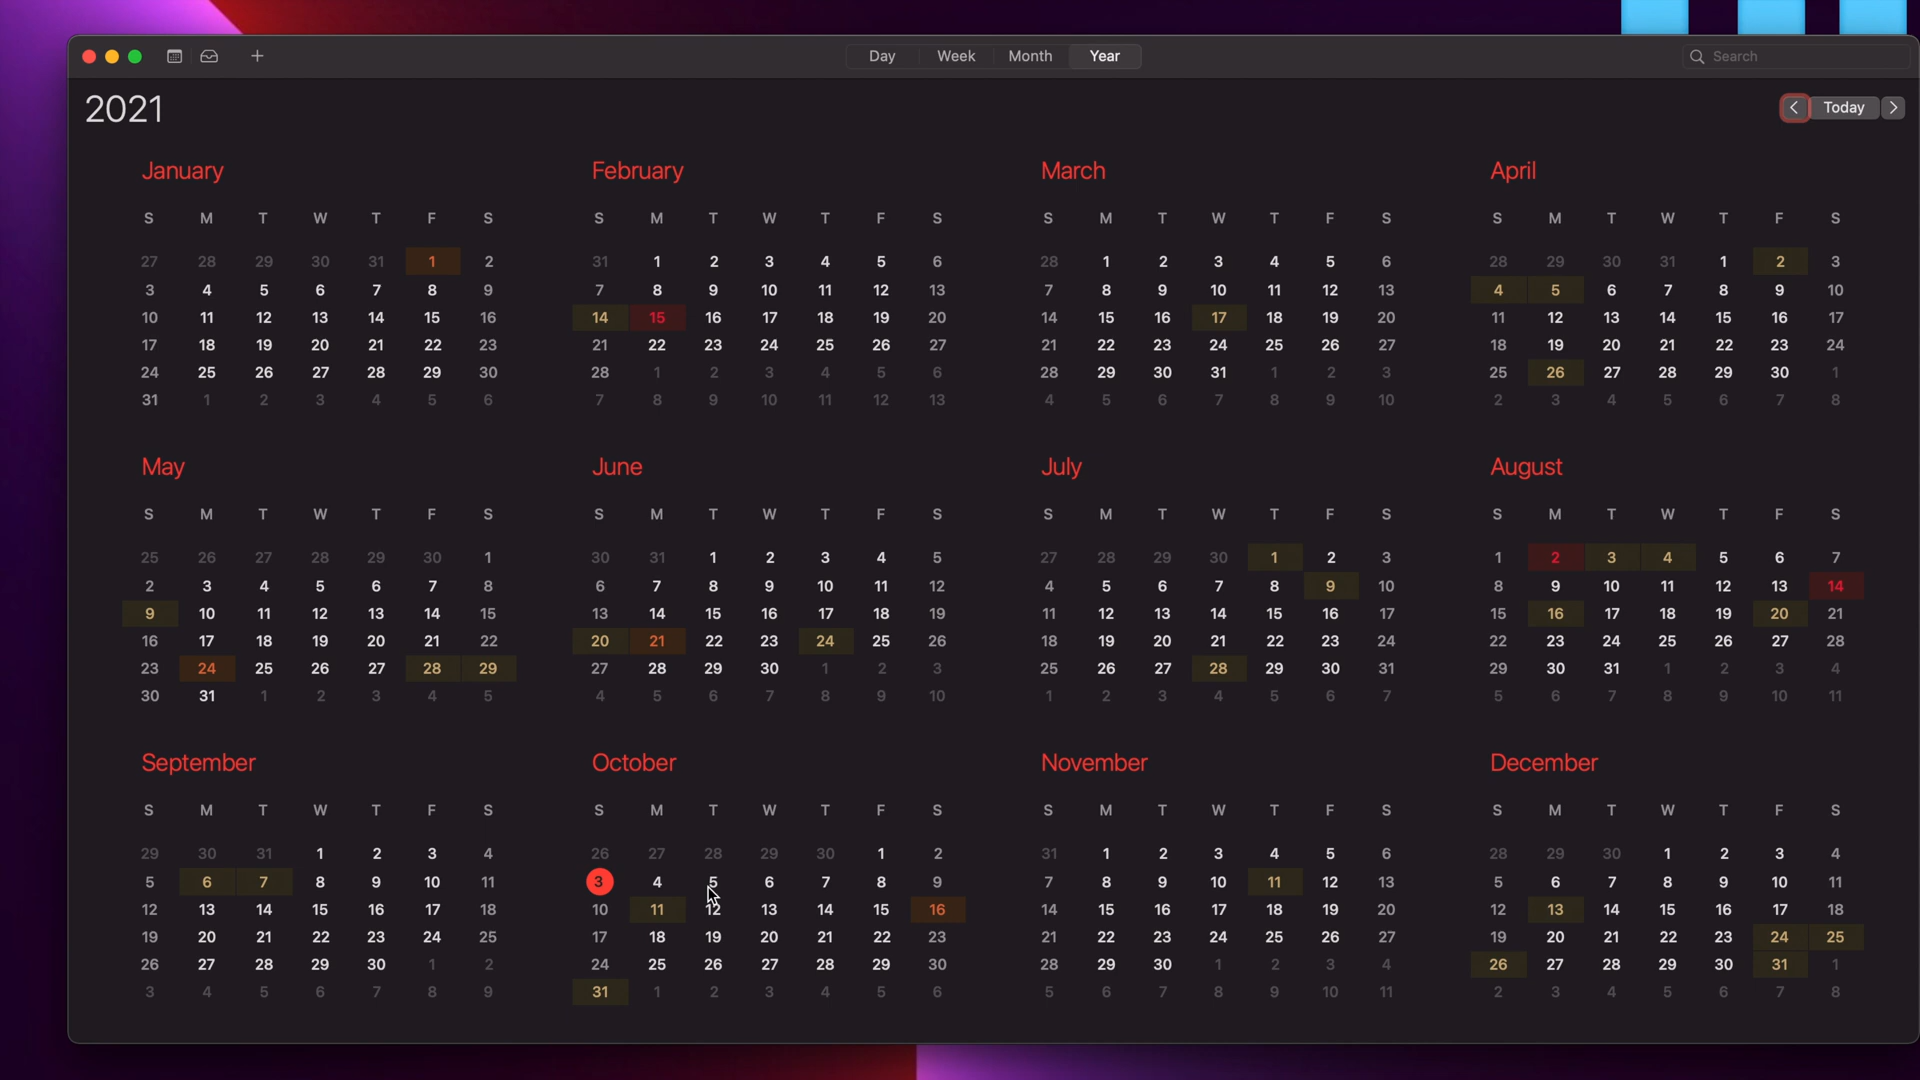 Day Week Month Year Search
2021 Today
January February March April
S M T W T F S S M T W T F S S M T W T F S S M T W T F S
27 28 29 30 31 1 2 31 1 2 3 4 5 6 28 1 2 3 4 5 6 28 29 30 31 1 2 3
3 4 5 6 7 8 9 7 8 9 10 11 12 13 7 8 9 10 11 12 13 4 5 6 7 8 9 10
10 11 12 13 14 15 16 14 15 16 17 18 19 20 14 15 16 17 18 19 20 11 12 13 14 15 16 17
17 18 19 20 21 22 23 21 22 23 24 25 26 27 21 22 23 24 25 26 27 18 19 20 21 22 23 24
24 25 26 27 28 29 30 28 1 2 3 4 5 6 28 29 30 31 1 2 3 25 26 27 28 29 30 1
31 1 2 3 4 5 6 7 8 9 10 11 12 13 4 5 6 7 8 9 10 2 3 4 5 6 7 8
May June July August
S M T W T F S S M T W T F S S M T W T F S S M T W T F S
25 26 27 28 29 30 1 30 31 1 2 3 4 5 27 28 29 30 1 2 3 1 2 3 4 5 6 7
2 3 4 5 6 7 8 6 7 8 9 10 11 12 4 5 6 7 8 9 10 8 9 10 11 12 13 14
9 10 11 12 13 14 15 13 14 15 16 17 18 19 11 12 13 14 15 16 17 15 16 17 18 19 20 21
16 17 18 19 20 21 22 20 21 22 23 24 25 26 18 19 20 21 22 23 24 22 23 24 25 26 27 28
23 24 25 26 27 28 29 27 28 29 30 1 2 3 25 26 27 28 29 30 31 29 30 31 1 2 3 4
30 31 1 2 3 4 5 4 5 6 7 8 9 10 1 2 3 4 5 6 7 5 6 7 8 9 10 11
September October November December
S M T W T F S S M T W T F S S M T W T F S S M T W T F S
29 30 31 1 2 3 4 26 27 28 29 30 1 2 31 1 2 3 4 5 6 28 29 30 1 2 3 4
5 6 7 8 9 10 11 3 4 5 6 7 8 9 7 8 9 10 11 12 13 5 6 7 8 9 10 11
12 13 14 15 16 17 18 10 11 12 13 14 15 16 14 15 16 17 18 19 20 12 13 14 15 16 17 18
19 20 21 22 23 24 25 17 18 19 20 21 22 23 21 22 23 24 25 26 27 19 20 21 22 23 24 25
26 27 28 29 30 1 2 24 25 26 27 28 29 30 28 29 30 1 2 3 4 26 27 28 29 30 31 1
3 4 5 6 7 8 9 31 1 2 3 4 5 6 5 6 7 8 9 10 11 2 3 4 5 6 7 8